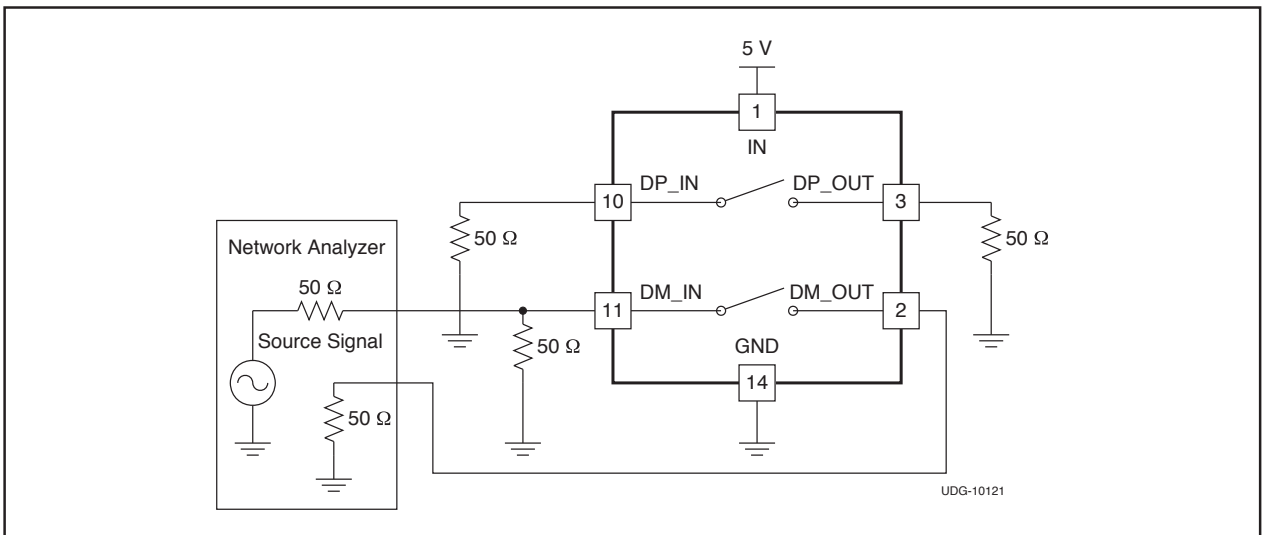 5 V
1
IN
DP_IN
DP_OUT
10
3
50 Ω
50 Ω
Network Analyzer
50 Ω
DM_IN
DM_OUT
11
2
Source Signal
50 Ω
GND
14
50 Ω
UDG-10121